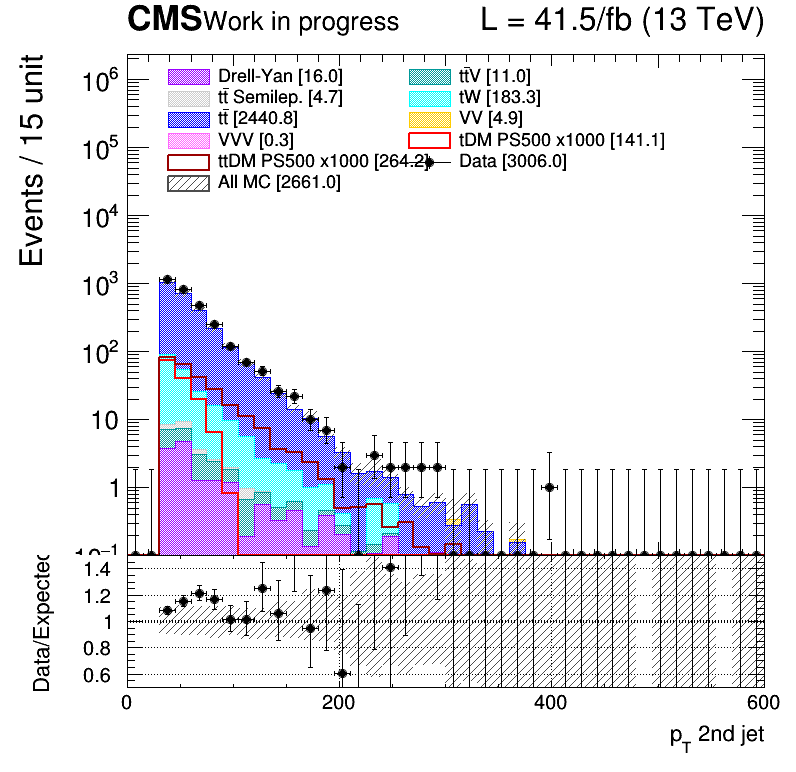 CMS Work in progress L = 41.5/fb (13 TeV)
Events / 15 unit
10⁶
10⁵
10⁴
10³
10²
10
1
10⁻¹
Drell-Yan [16.0] tt̄V [11.0]
tt̄ Semilep. [4.7] tW [183.3]
tt̄ [2440.8] VV [4.9]
VVV [0.3] tDM PS500 x1000 [141.1]
ttDM PS500 x1000 [264.2] Data [3006.0]
All MC [2661.0]
Data/Expected
1.4
1.2
1
0.8
0.6
0 200 400 600
p_T 2nd jet